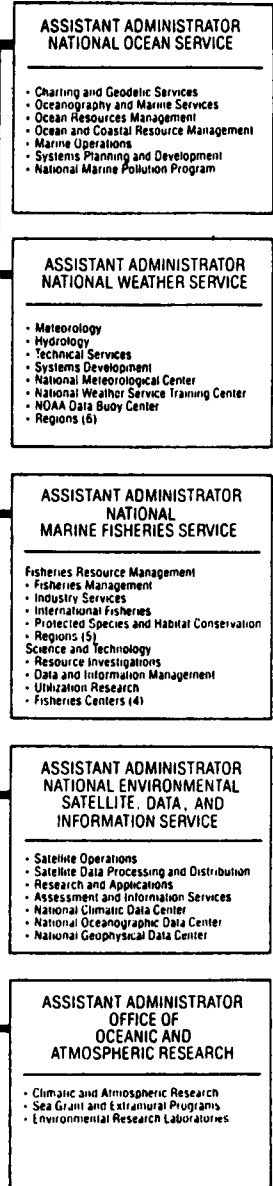 ASSISTANT ADMINISTRATOR
NATIONAL OCEAN SERVICE
• Charting and Geodetic Services
• Oceanography and Marine Services
• Ocean Resources Management
• Ocean and Coastal Resource Management
• Marine Operations
• Systems Planning and Development
• National Marine Pollution Program
ASSISTANT ADMINISTRATOR
NATIONAL WEATHER SERVICE
• Meteorology
• Hydrology
• Technical Services
• Systems Development
• National Meteorological Center
• National Weather Service Training Center
• NOAA Data Buoy Center
• Regions (6)
ASSISTANT ADMINISTRATOR
NATIONAL
MARINE FISHERIES SERVICE
Fisheries Resource Management
• Fisheries Management
• Industry Services
• International Fisheries
• Protected Species and Habitat Conservation
• Regions (5)
Science and Technology
• Resource Investigations
• Data and Information Management
• Utilization Research
• Fisheries Centers (4)
ASSISTANT ADMINISTRATOR
NATIONAL ENVIRONMENTAL
SATELLITE, DATA, AND
INFORMATION SERVICE
• Satellite Operations
• Satellite Data Processing and Distribution
• Research and Applications
• Assessment and Information Services
• National Climatic Data Center
• National Oceanographic Data Center
• National Geophysical Data Center
ASSISTANT ADMINISTRATOR
OFFICE OF
OCEANIC AND
ATMOSPHERIC RESEARCH
• Climatic and Atmospheric Research
• Sea Grant and Extramural Programs
• Environmental Research Laboratories